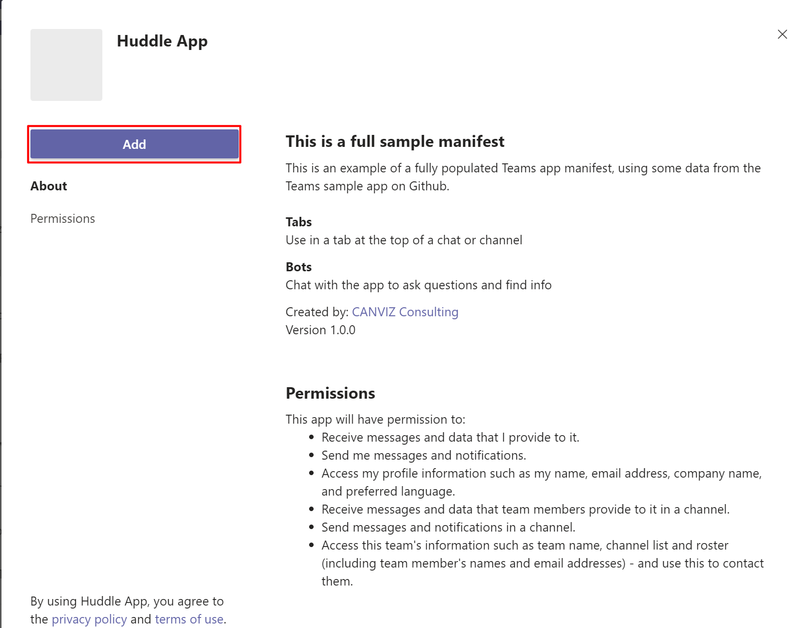 Huddle App
Add
About
Permissions
This is a full sample manifest
This is an example of a fully populated Teams app manifest, using some data from the
Teams sample app on Github.
Tabs
Use in a tab at the top of a chat or channel
Bots
Chat with the app to ask questions and find info
Created by: CANVIZ Consulting
Version 1.0.0
Permissions
This app will have permission to:
• Receive messages and data that I provide to it.
• Send me messages and notifications.
• Access my profile information such as my name, email address, company name,
and preferred language.
• Receive messages and data that team members provide to it in a channel.
• Send messages and notifications in a channel.
• Access this team's information such as team name, channel list and roster
(including team member's names and email addresses) - and use this to contact
them.
By using Huddle App, you agree to
the privacy policy and terms of use.